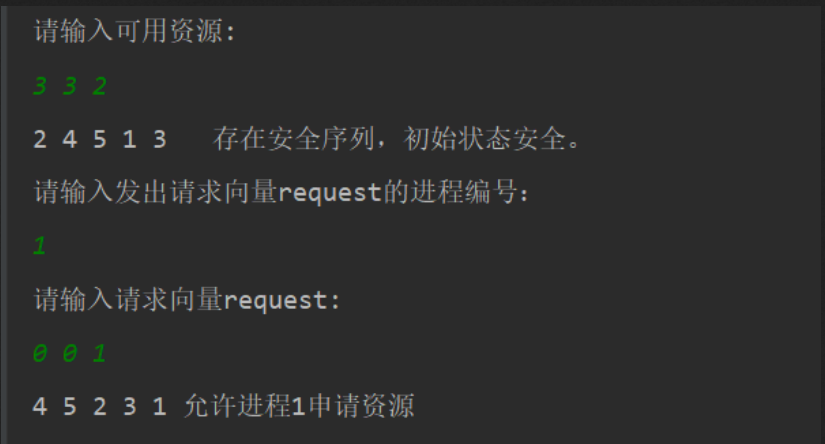 请输入可用资源:
3 3 2
2 4 5 1 3 存在安全序列，初始状态安全。
请输入发出请求向量request的进程编号:
1
请输入请求向量request:
0 0 1
4 5 2 3 1 允许进程1申请资源